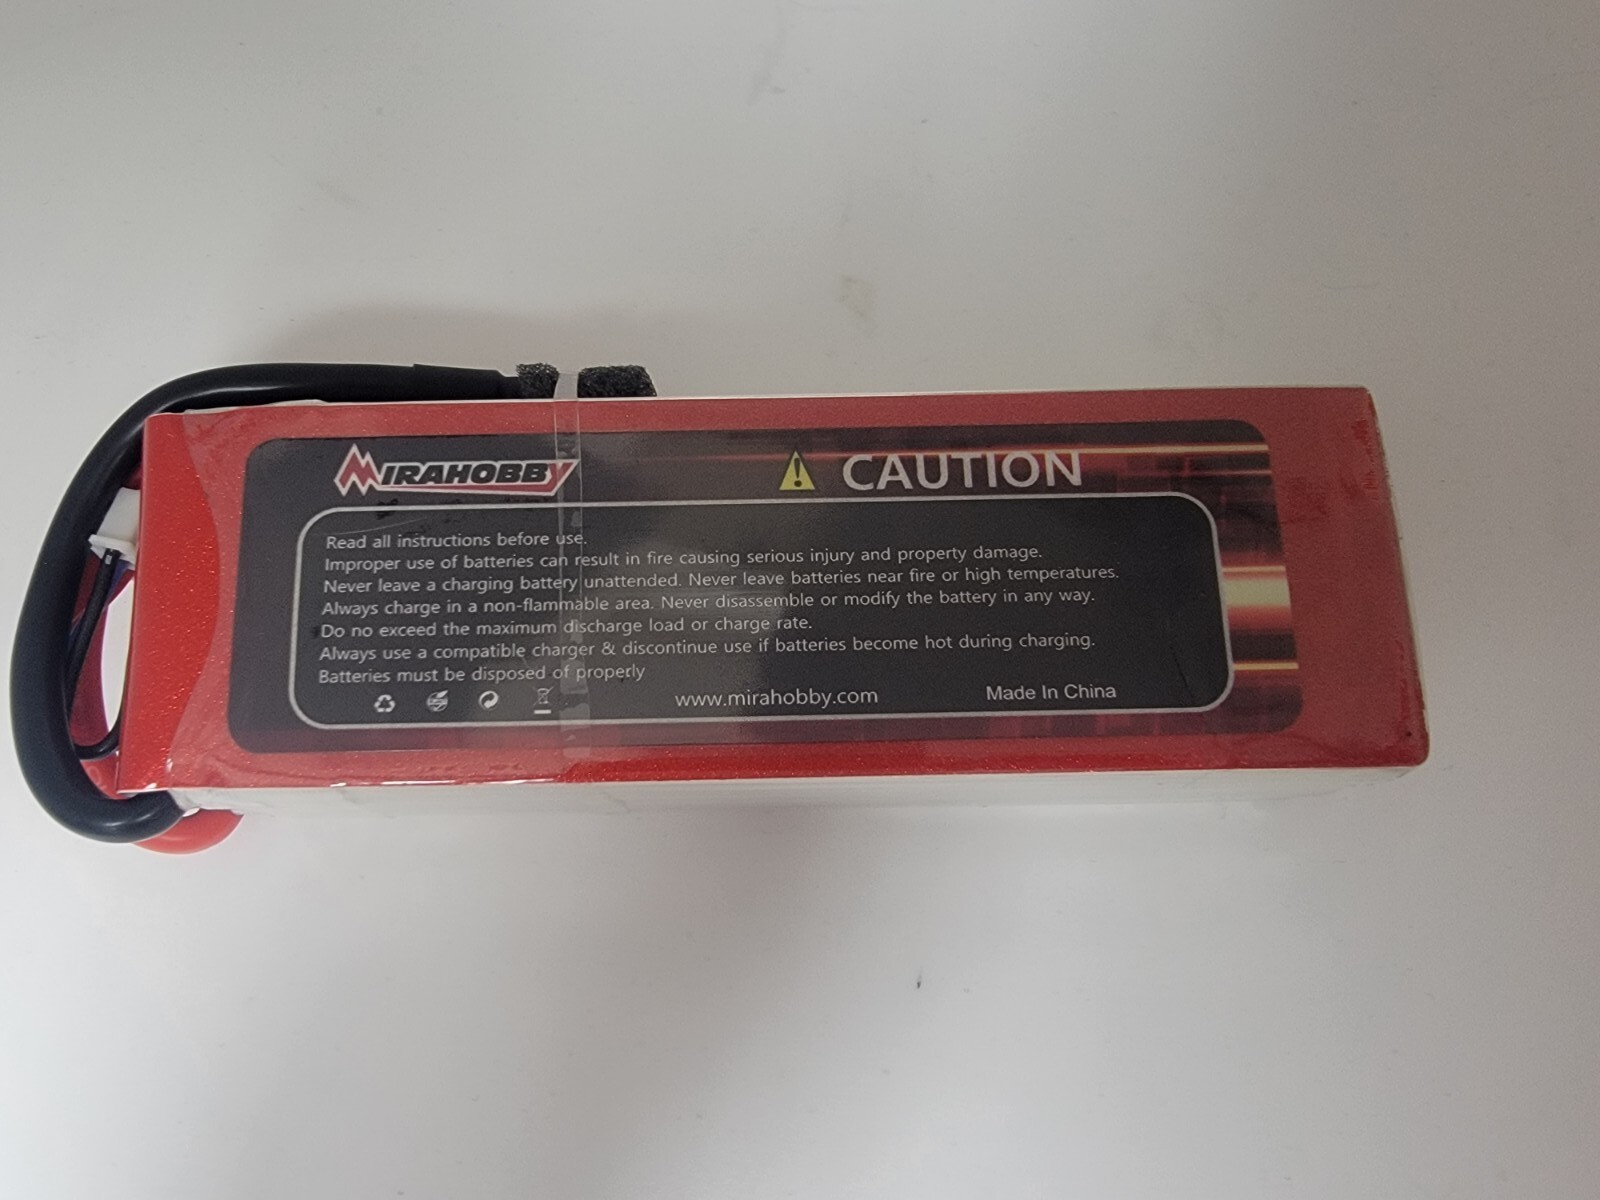 MIRAHOBBY
CAUTION
Read all instructions before use.
Improper use of batteries can result in fire causing serious injury and property damage.
Never leave a charging battery unattended. Never leave batteries near fire or high temperatures.
Always charge in a non-flammable area. Never disassemble or modify the battery in any way.
Do no exceed the maximum discharge load or charge rate.
Always use a compatible charger & discontinue use if batteries become hot during charging.
Batteries must be disposed of properly
www.mirahobby.com
Made In China